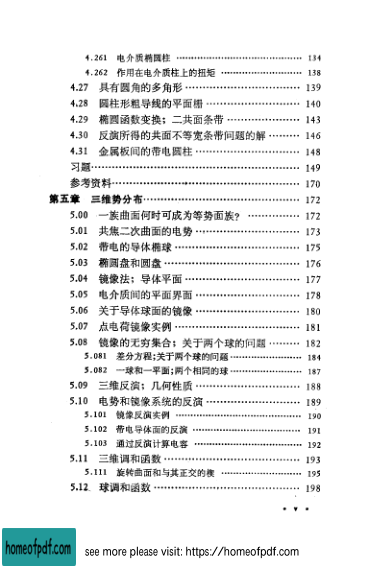 4.261 电介质椭圆柱 …… 134
4.262 作用在电介质柱上的扭矩 …… 138
4.27 具有圆角的多角形 …… 139
4.28 圆柱形粗导线的平面栅 …… 140
4.29 椭圆函数变换;二共面条带 …… 143
4.30 反演所得的共面不等宽条带问题的解 …… 146
4.31 金属板间的带电圆柱 …… 148
习题 …… 149
参考资料 …… 170
第五章 三维势分布 …… 172
5.00 一族曲面何时可成为等势面族? …… 172
5.01 共焦二次曲面的电势 …… 173
5.02 带电的导体椭球 …… 175
5.03 椭圆盘和圆盘 …… 176
5.04 镜像法;导体平面 …… 177
5.05 电介质间的平面界面 …… 178
5.06 关于导体球面的镜像 …… 180
5.07 点电荷镜像实例 …… 181
5.08 镜像的无穷集合;关于两个球的问题 …… 182
5.081 差分方程;关于两个球的问题 …… 184
5.082 一球和一平面;两个相同的球 …… 187
5.09 三维反演;几何性质 …… 188
5.10 电势和镜像系统的反演 …… 189
5.101 镜像反演实例 …… 190
5.102 带电导体面的反演 …… 191
5.103 通过反演计算电容 …… 192
5.11 三维调和函数 …… 193
5.111 旋转曲面和与其正交的楔 …… 195
5.12 球调和函数 …… 198
• v •
homeofpdf.com see more please visit: https://homeofpdf.com